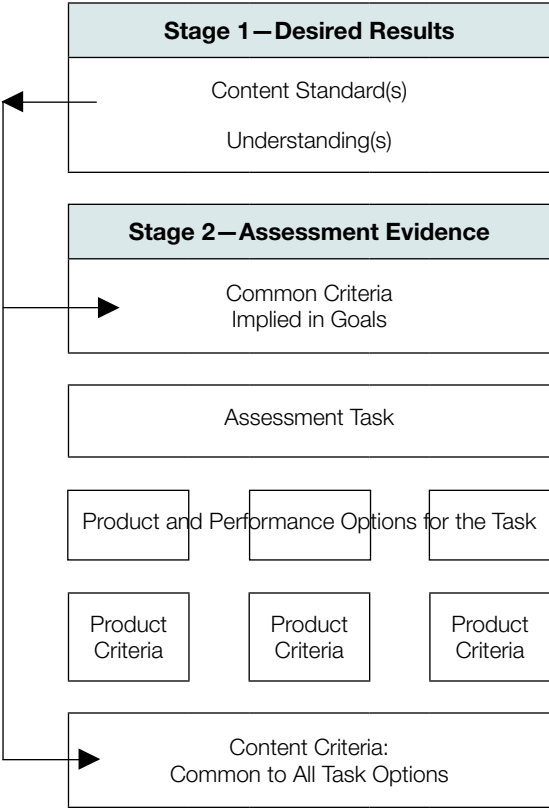 Stage 1—Desired Results
Content Standard(s)
Understanding(s)
Stage 2—Assessment Evidence
Common Criteria
Implied in Goals
Assessment Task
Product and Performance Options for the Task
Product
Criteria
Product
Criteria
Product
Criteria
Content Criteria:
Common to All Task Options